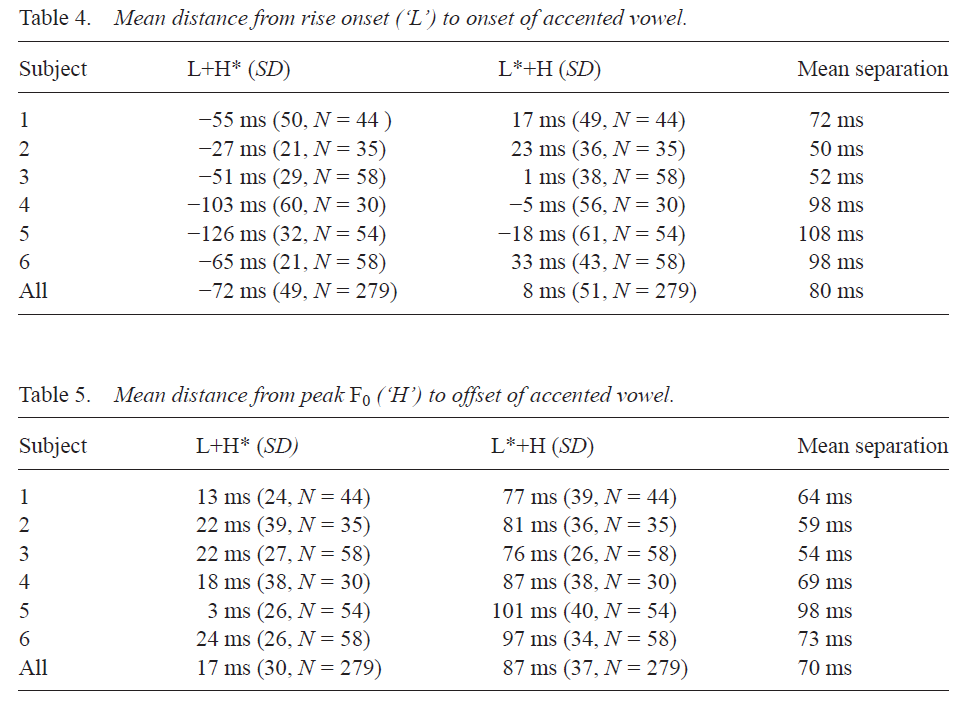 Table 4. Mean distance from rise onset (‘L’) to onset of accented vowel.
Subject L+H* (SD) L*+H (SD) Mean separation
1 −55 ms (50, N = 44 ) 17 ms (49, N = 44) 72 ms
2 −27 ms (21, N = 35) 23 ms (36, N = 35) 50 ms
3 −51 ms (29, N = 58) 1 ms (38, N = 58) 52 ms
4 −103 ms (60, N = 30) −5 ms (56, N = 30) 98 ms
5 −126 ms (32, N = 54) −18 ms (61, N = 54) 108 ms
6 −65 ms (21, N = 58) 33 ms (43, N = 58) 98 ms
All −72 ms (49, N = 279) 8 ms (51, N = 279) 80 ms
Table 5. Mean distance from peak F₀ (‘H’) to offset of accented vowel.
Subject L+H* (SD) L*+H (SD) Mean separation
1 13 ms (24, N = 44) 77 ms (39, N = 44) 64 ms
2 22 ms (39, N = 35) 81 ms (36, N = 35) 59 ms
3 22 ms (27, N = 58) 76 ms (26, N = 58) 54 ms
4 18 ms (38, N = 30) 87 ms (38, N = 30) 69 ms
5 3 ms (26, N = 54) 101 ms (40, N = 54) 98 ms
6 24 ms (26, N = 58) 97 ms (34, N = 58) 73 ms
All 17 ms (30, N = 279) 87 ms (37, N = 279) 70 ms